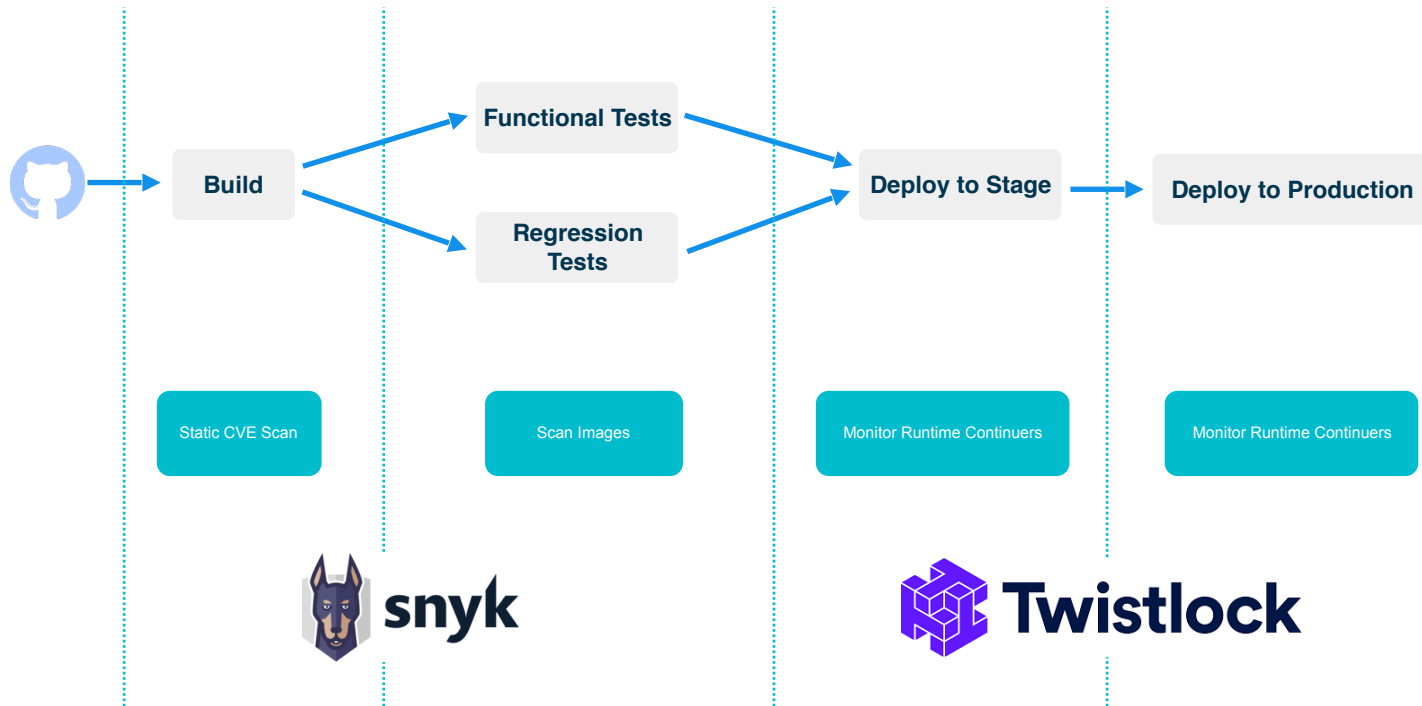 Functional Tests
Build
Regression
Tests
Deploy to Stage
Deploy to Production
Static CVE Scan
Scan Images
Monitor Runtime Continuers
Monitor Runtime Continuers
snyk
Twistlock